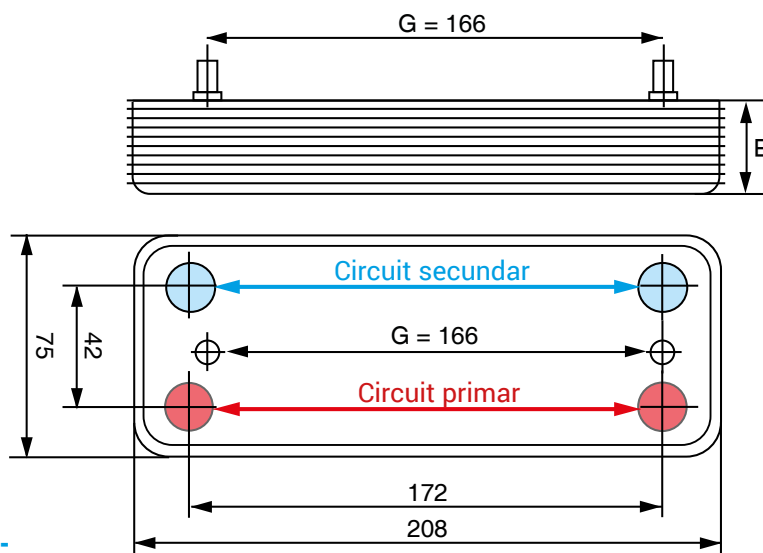 G = 166
E
Circuit secundar
G = 166
Circuit primar
75
42
172
208